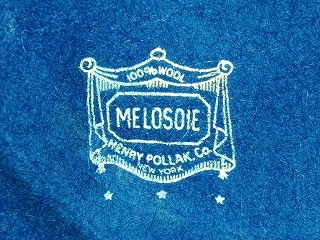 100% WOOL
MELOSOIE
HENRY POLLAK. Co.
NEW YORK